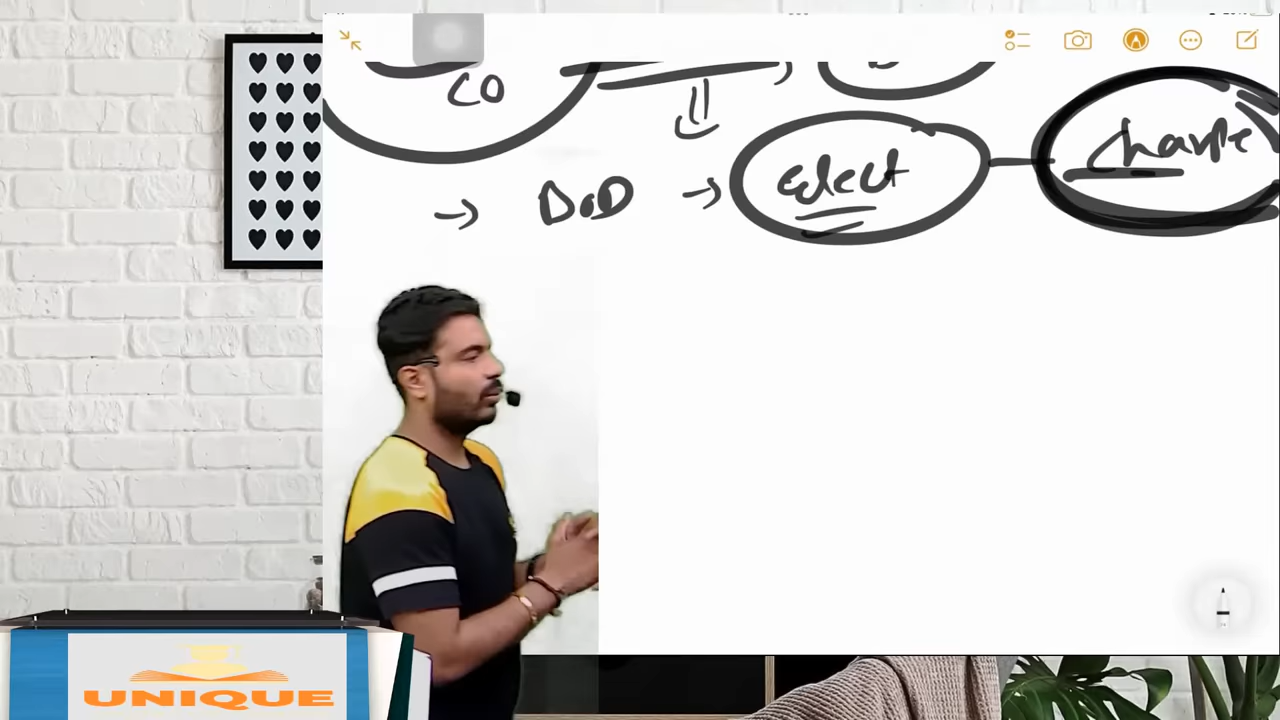 CO
→ DOD → Elect charge
UNIQUE